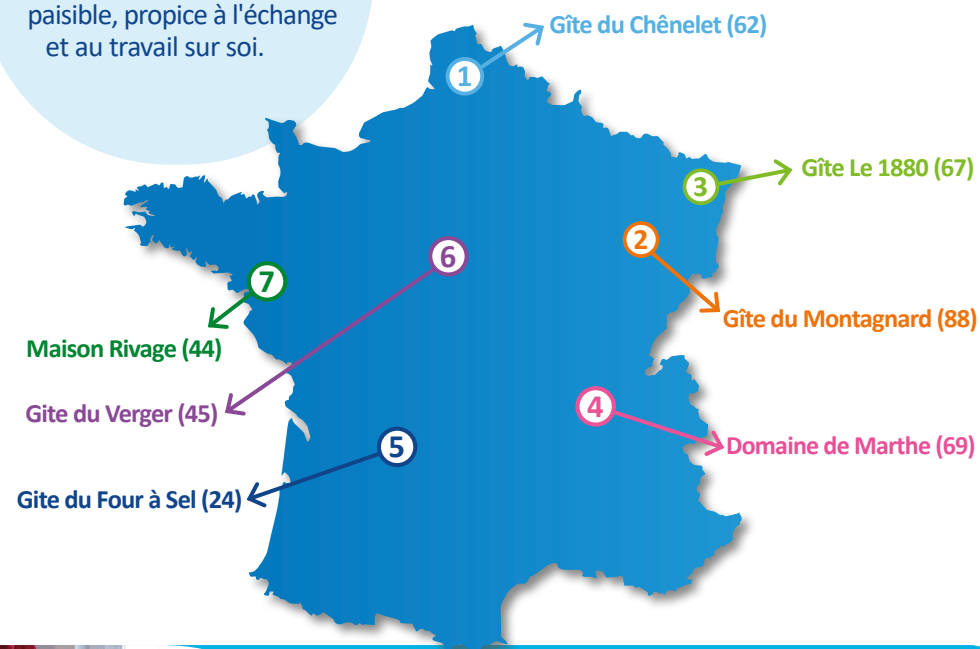 paisible, propice à l'échange
et au travail sur soi.
Gîte du Chênelet (62)
1
Gîte Le 1880 (67)
3
2
6
7
Gîte du Montagnard (88)
Maison Rivage (44)
Gite du Verger (45)
4
5
Domaine de Marthe (69)
Gite du Four à Sel (24)